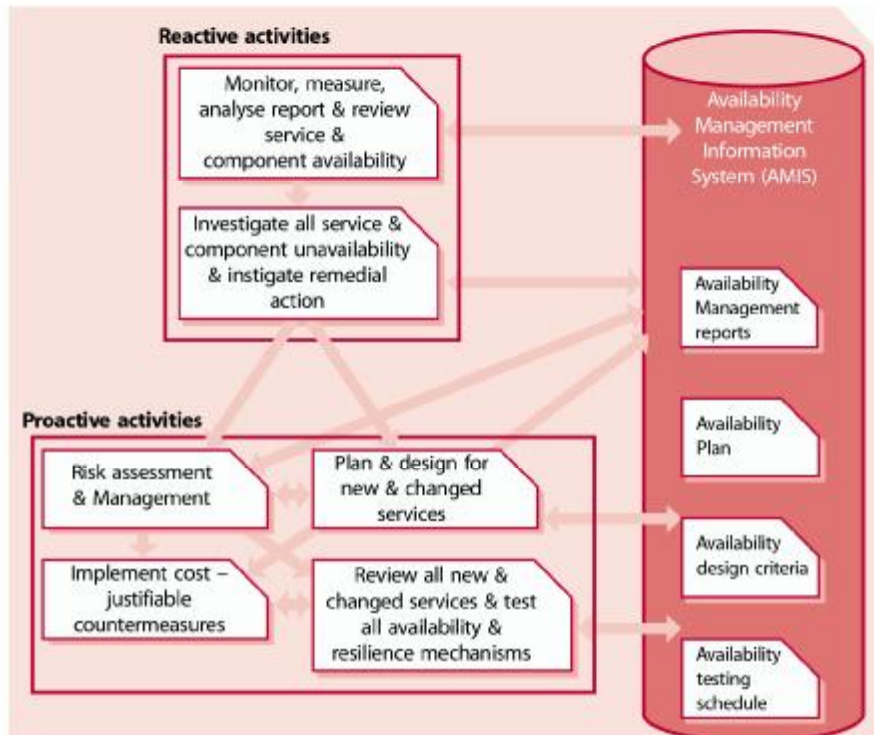 Reactive activities
Monitor, measure,
analyse report & review
service &
component availability
Investigate all service &
component unavailability
& instigate remedial
action
Availability
Management
Information
System (AMIS)
Availability
Management
reports
Availability
Plan
Availability
design criteria
Availability
testing
schedule
Proactive activities
Risk assessment
& Management
Plan & design for
new & changed
services
Implement cost –
justifiable
countermeasures
Review all new &
changed services & test
all availability &
resilience mechanisms